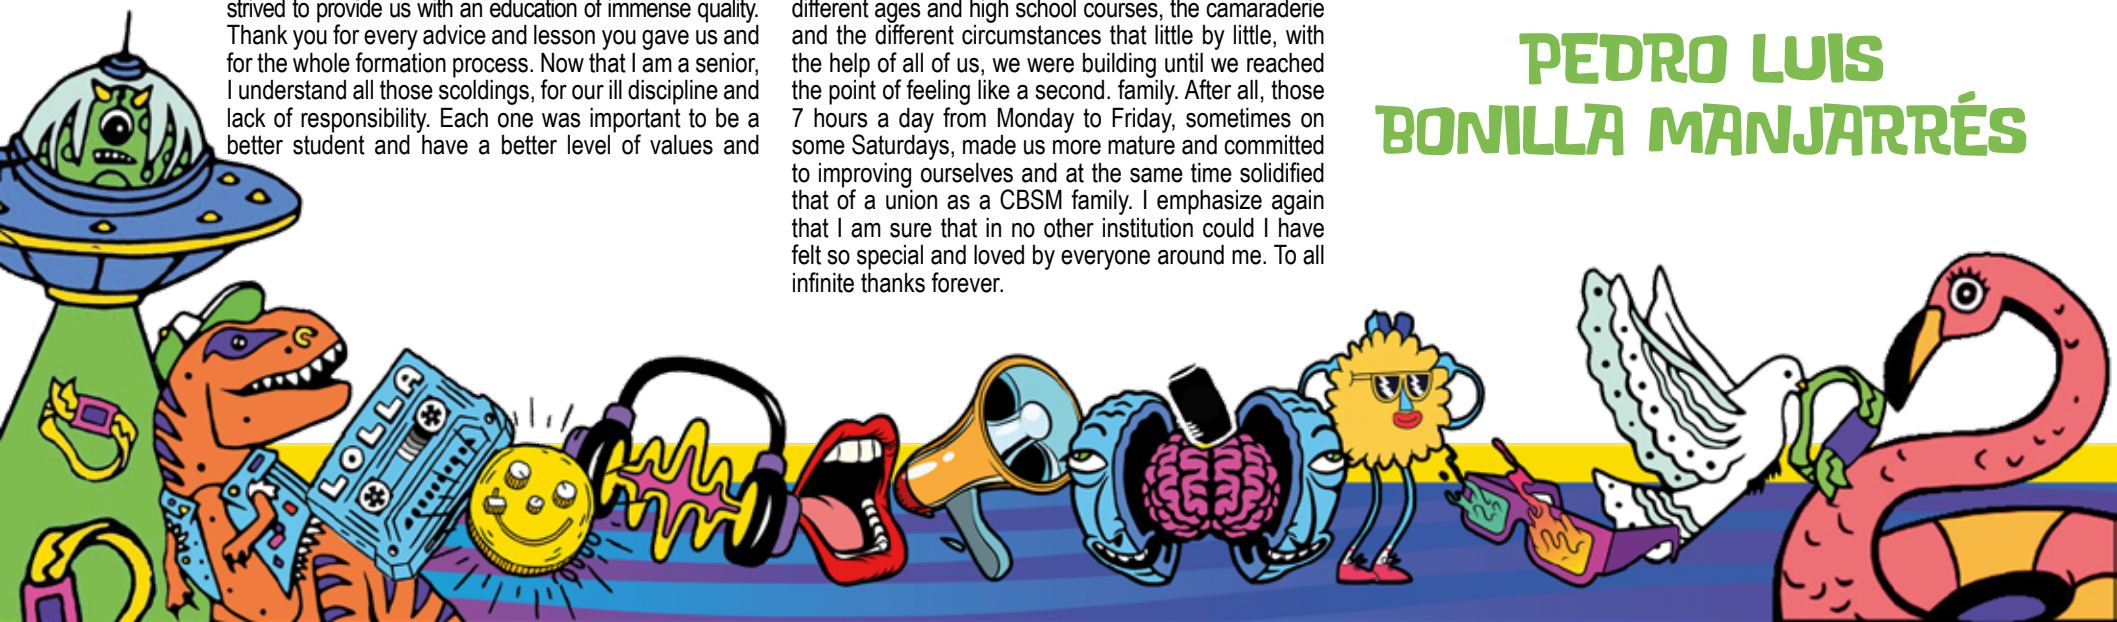 strived to provide us with an education of immense quality.
Thank you for every advice and lesson you gave us and
for the whole formation process. Now that I am a senior,
I understand all those scoldings, for our ill discipline and
lack of responsibility. Each one was important to be a
better student and have a better level of values and
different ages and high school courses, the camaraderie
and the different circumstances that little by little, with
the help of all of us, we were building until we reached
the point of feeling like a second. family. After all, those
7 hours a day from Monday to Friday, sometimes on
some Saturdays, made us more mature and committed
to improving ourselves and at the same time solidified
that of a union as a CBSM family. I emphasize again
that I am sure that in no other institution could I have
felt so special and loved by everyone around me. To all
infinite thanks forever.
PEDRO LUIS
BONILLA MANJARRÉS
LOLLA